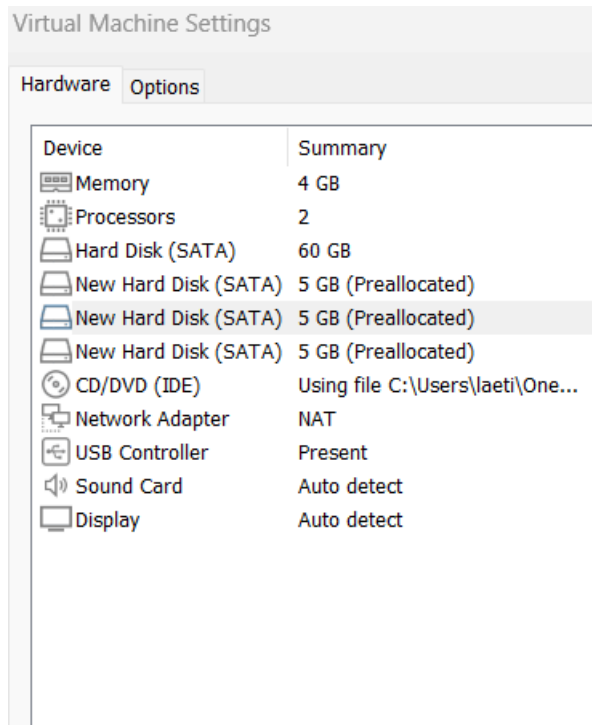 Virtual Machine Settings
Hardware Options
Device Summary
Memory 4 GB
Processors 2
Hard Disk (SATA) 60 GB
New Hard Disk (SATA) 5 GB (Preallocated)
New Hard Disk (SATA) 5 GB (Preallocated)
New Hard Disk (SATA) 5 GB (Preallocated)
CD/DVD (IDE) Using file C:\Users\laeti\One...
Network Adapter NAT
USB Controller Present
Sound Card Auto detect
Display Auto detect